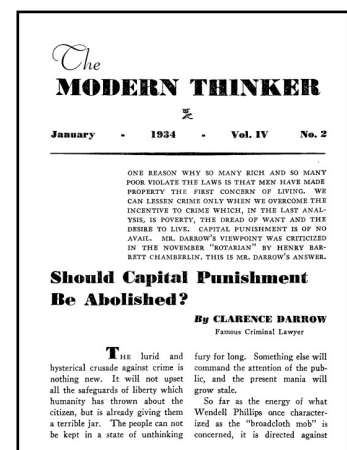 The
MODERN THINKER
January - 1934 - Vol. IV No. 2
ONE REASON WHY SO MANY RICH AND SO MANY
POOR VIOLATE THE LAWS IS THAT MEN HAVE MADE
PROPERTY THE FIRST CONCERN OF LIVING. WE
CAN LESSEN CRIME ONLY WHEN WE OVERCOME THE
INCENTIVE TO CRIME WHICH, IN THE LAST ANAL-
YSIS, IS POVERTY, THE DREAD OF WANT AND THE
DESIRE TO LIVE. CAPITAL PUNISHMENT IS OF NO
AVAIL. MR. DARROW'S VIEWPOINT WAS CRITICIZED
IN THE NOVEMBER "ROTARIAN" BY HENRY BAR-
RETT CHAMBERLIN. THIS IS MR. DARROW'S ANSWER.
Should Capital Punishment
Be Abolished?
By CLARENCE DARROW
Famous Criminal Lawyer
THE lurid and
hysterical crusade against crime is
nothing new. It will not upset
all the safeguards of liberty which
humanity has thrown about the
citizen, but is already giving them
a terrible jar. The people can not
be kept in a state of unthinking
fury for long. Something else will
command the attention of the pub-
lic, and the present mania will
grow stale.
So far as the energy of what
Wendell Phillips once character-
ized as the "broadcloth mob" is
concerned, it is directed against